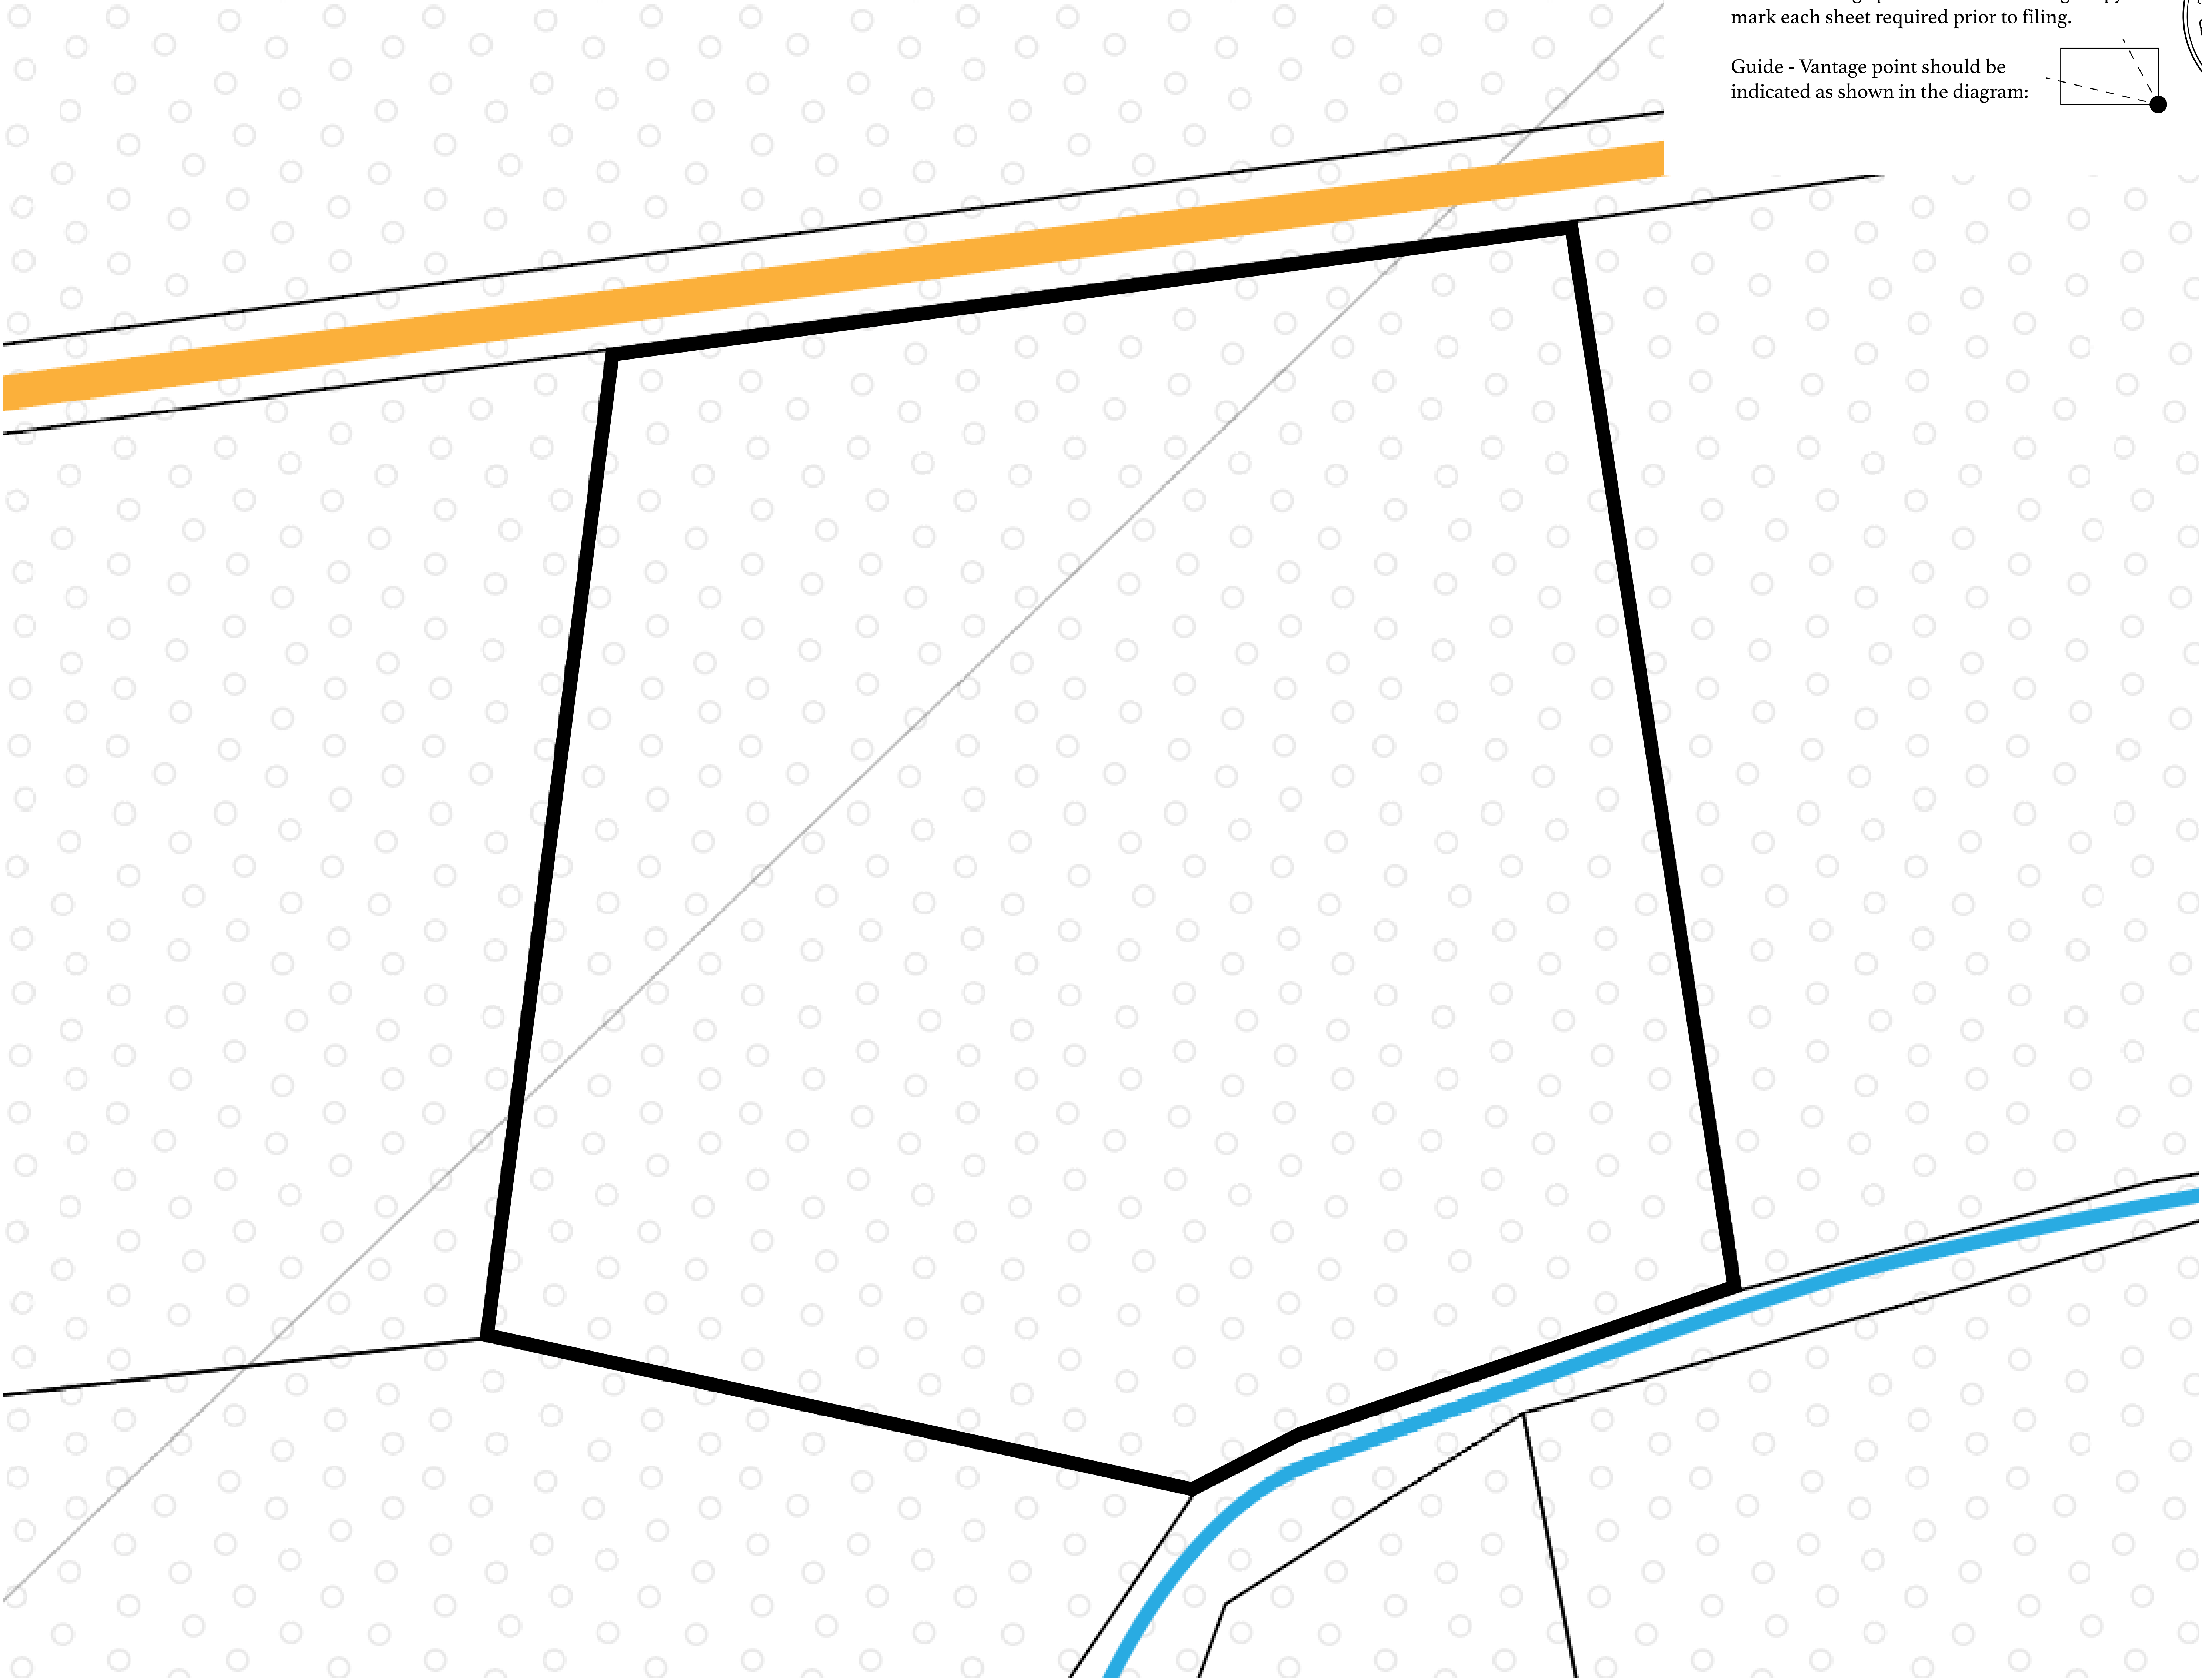 mark each sheet required prior to filing.
Guide - Vantage point should be
indicated as shown in the diagram: